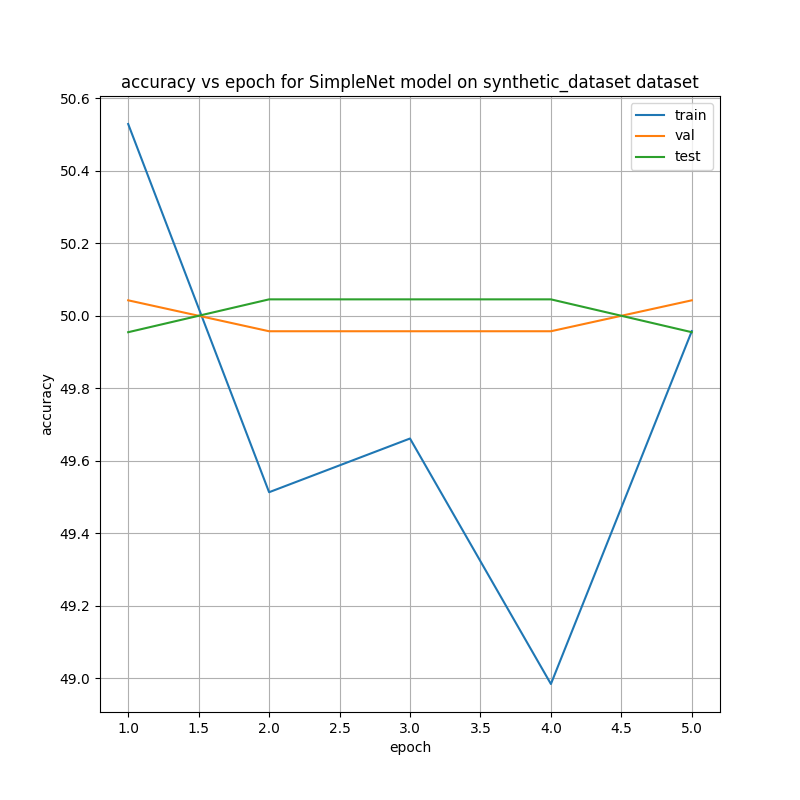 accuracy vs epoch for SimpleNet model on synthetic_dataset dataset
train
val
test
accuracy
50.6
50.4
50.2
50.0
49.8
49.6
49.4
49.2
49.0
1.0 1.5 2.0 2.5 3.0 3.5 4.0 4.5 5.0
epoch